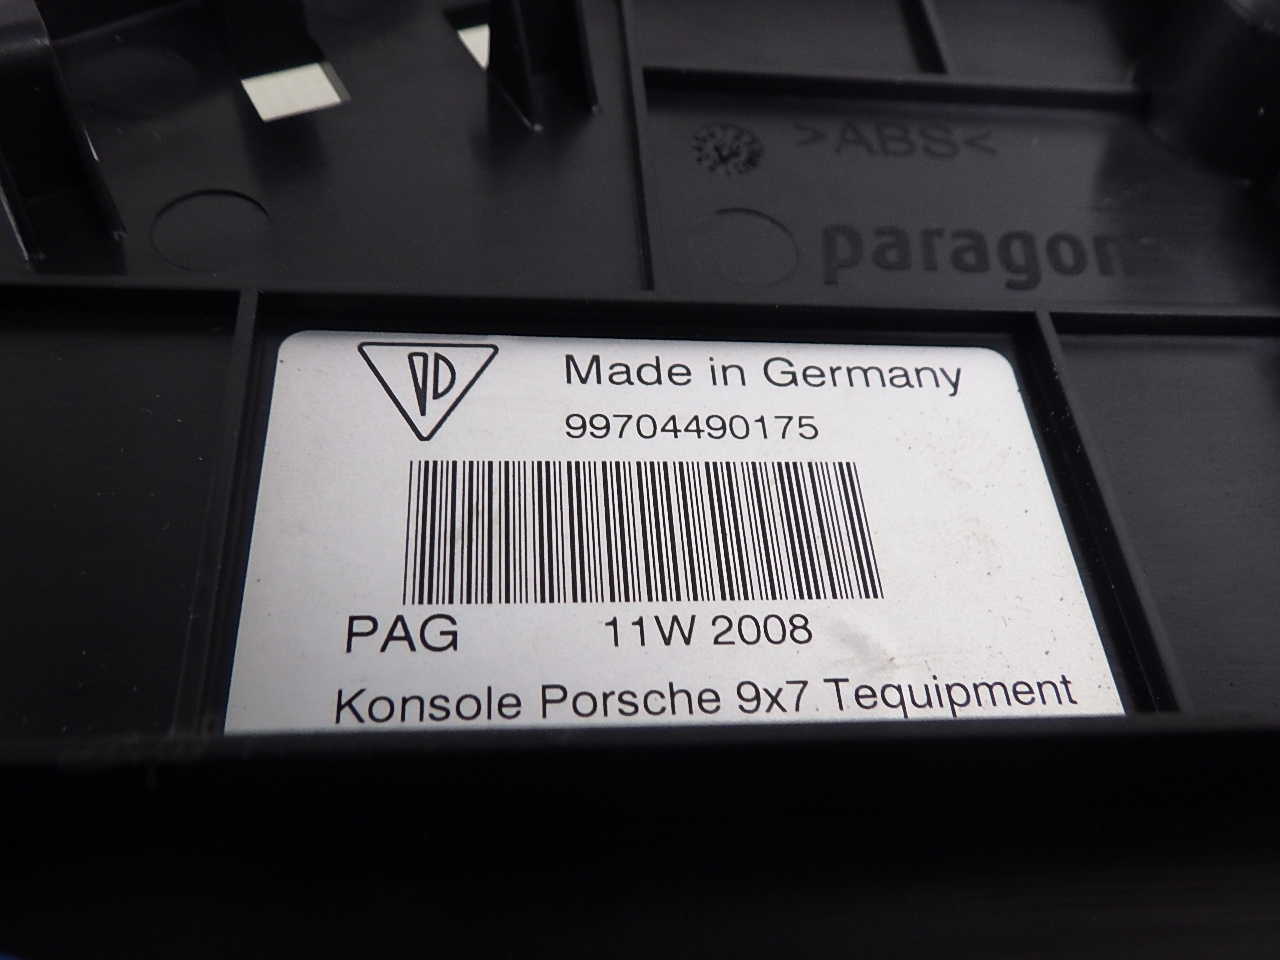 >ABS<
paragon
Made in Germany
99704490175
PAG 11W 2008
Konsole Porsche 9x7 Tequipment